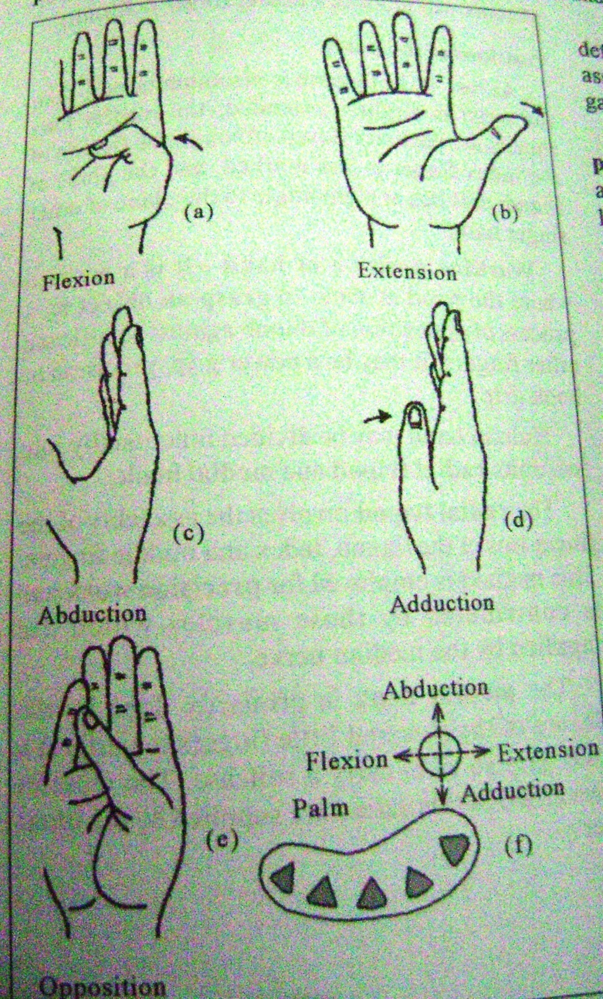 (a)
(b)
Flexion
Extension
(c)
(d)
Abduction
Adduction
Abduction
Flexion
Extension
Adduction
Palm
(e)
(f)
Opposition